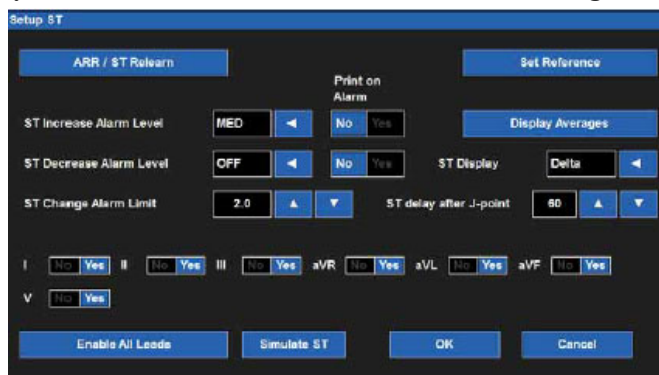 Setup ST
ARR / ST Relearn
Set Reference
Print on
Alarm
ST Increase Alarm Level MED No Yes Display Averages
ST Decrease Alarm Level OFF No Yes ST Display Delta
ST Change Alarm Limit 2.0 ST delay after J-point 60
I No Yes II No Yes III No Yes aVR No Yes aVL No Yes aVF No Yes
V No Yes
Enable All Leads Simulate ST OK Cancel